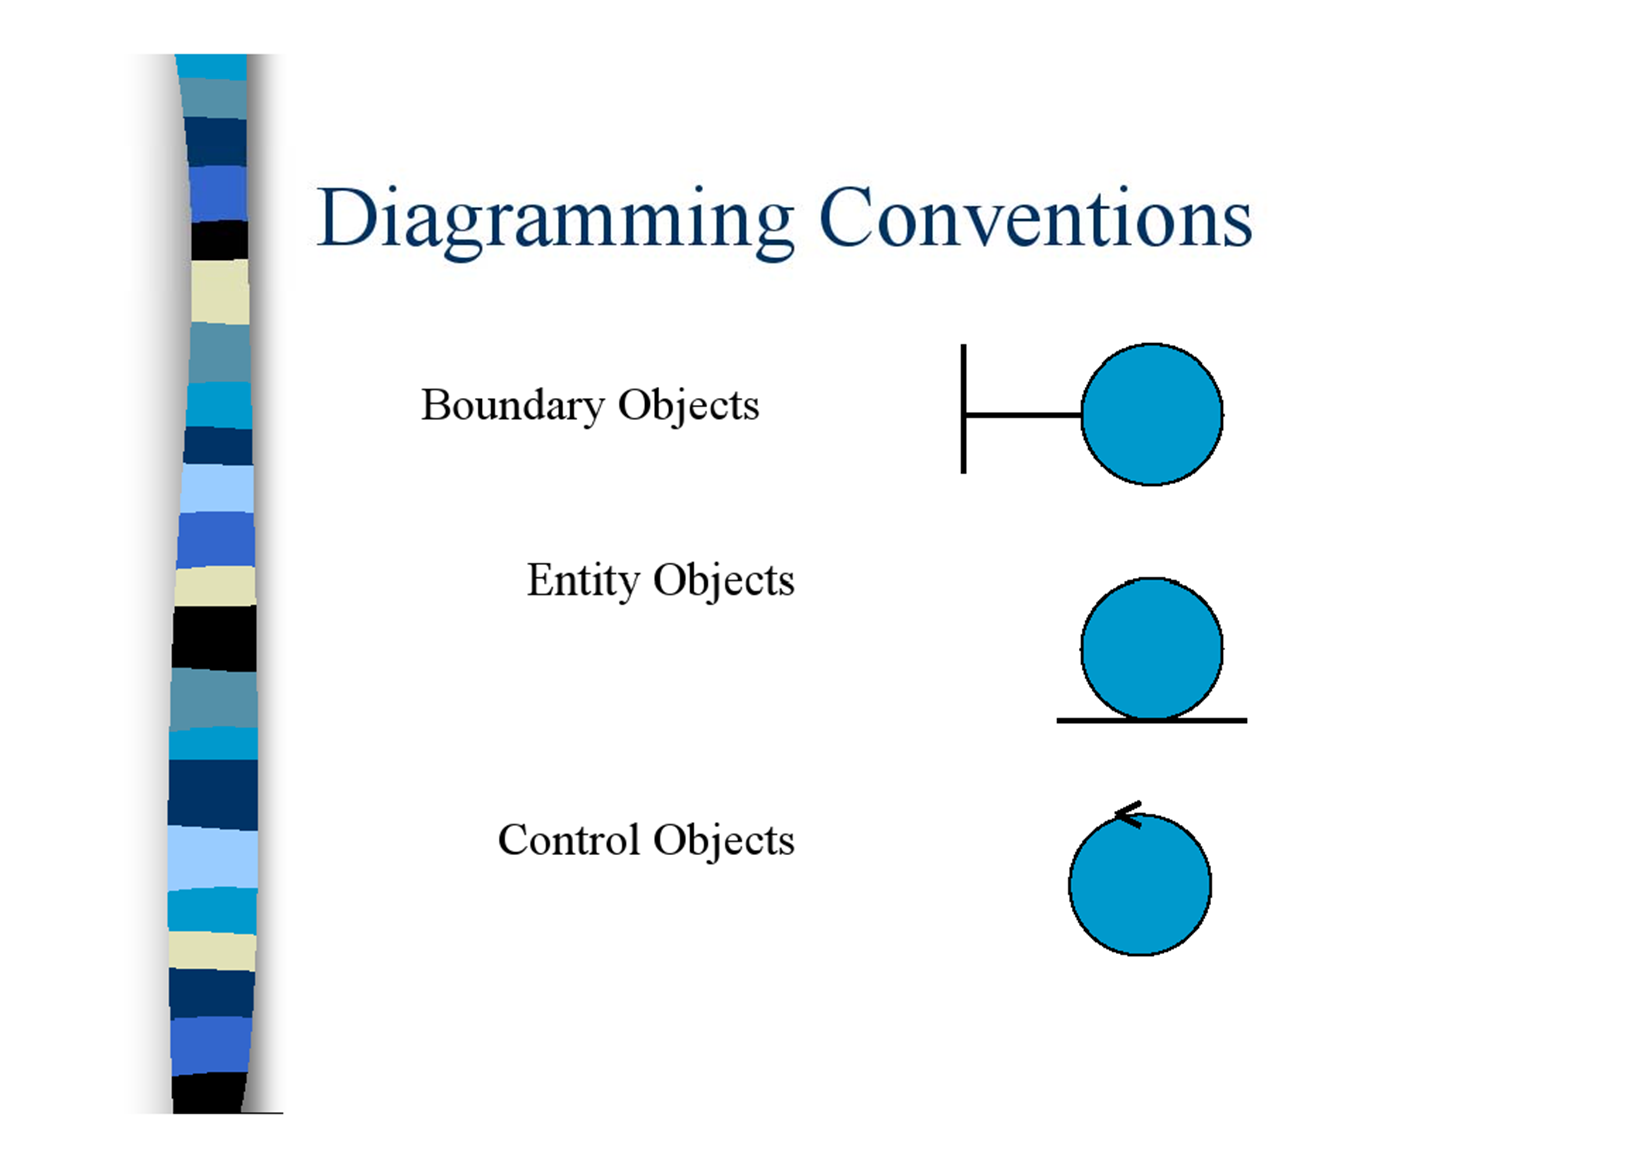 Diagramming Conventions
Boundary Objects
Entity Objects
Control Objects